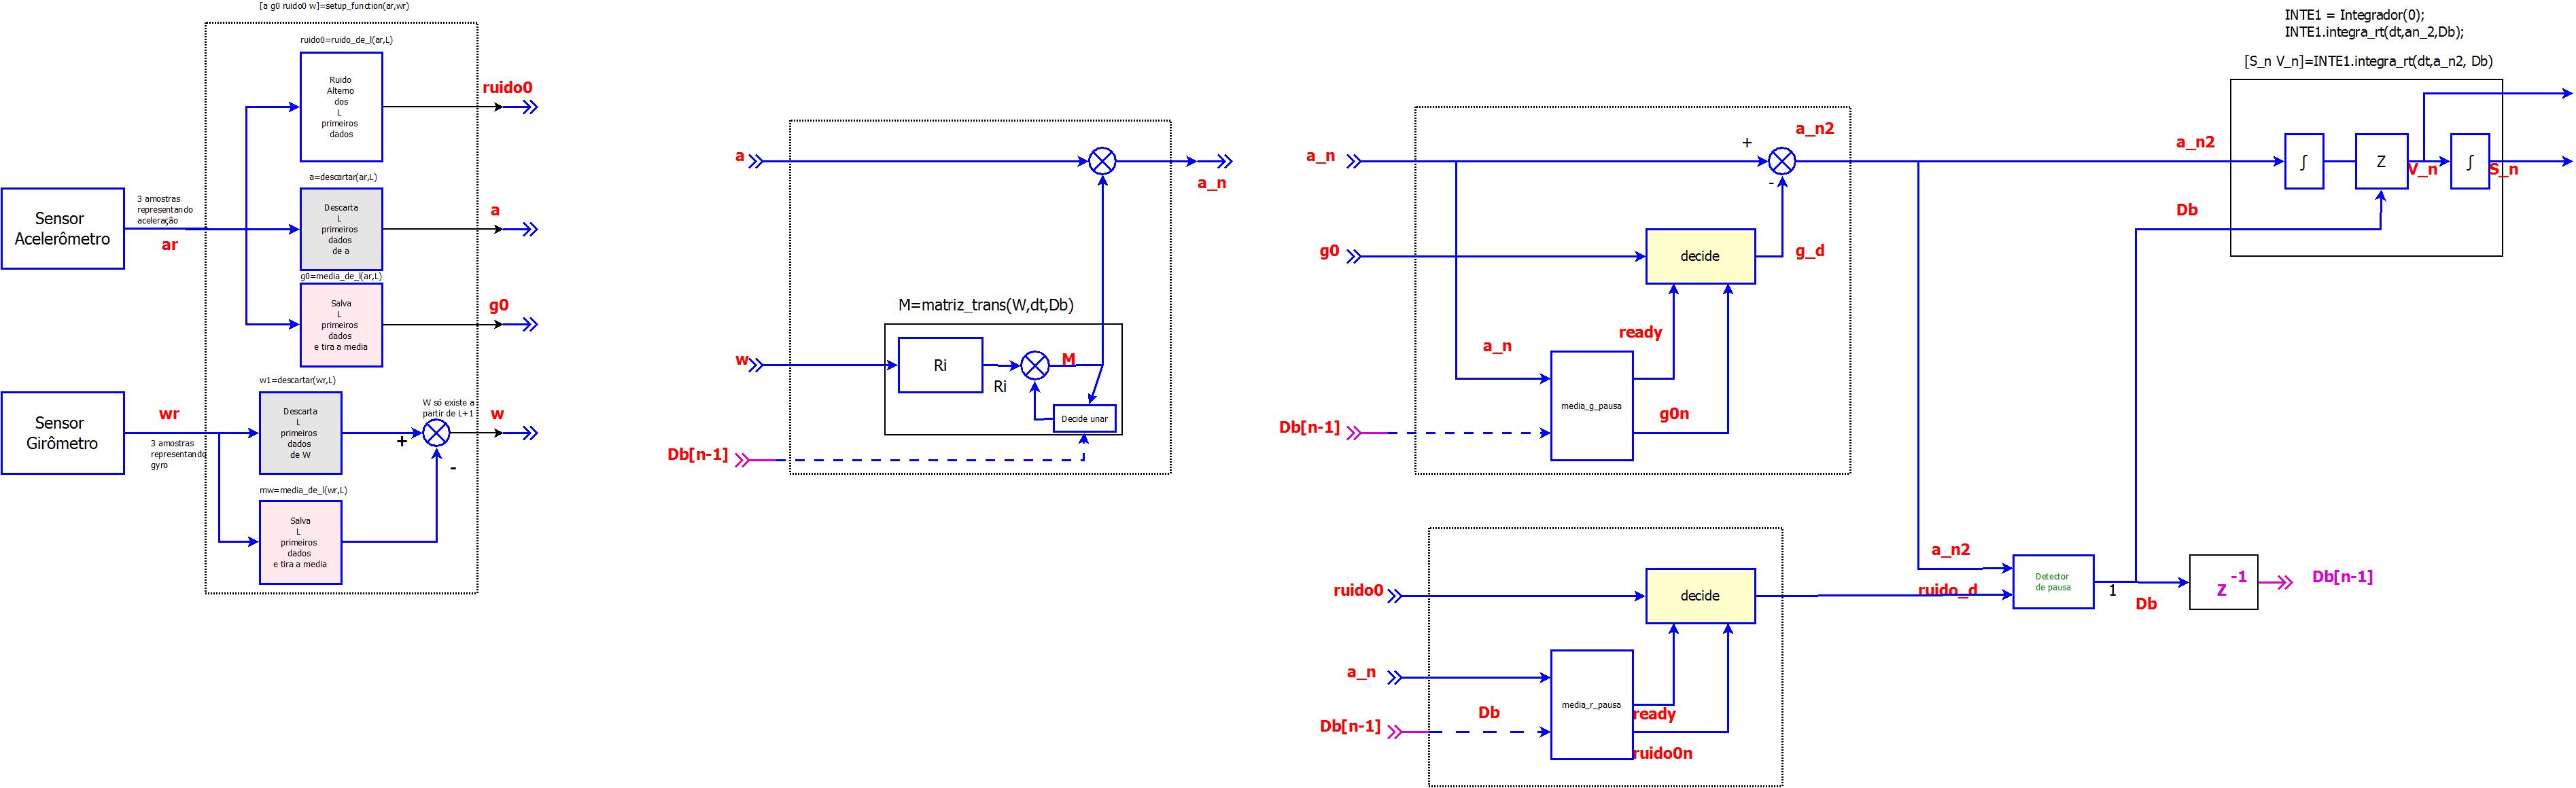 [a g0 ruido0 w]=setup_function(ar,wr)
ruido0=ruido_de_l(ar,L)
Ruido
Alterno
dos
L
primeiros
dados
ruido0
a=descartar(ar,L)
Descarta
L
primeiros
dados
de a
a
Sensor
Acelerômetro
3 amostras
representando
aceleração
ar
g0=media_de_l(ar,L)
Salva
L
primeiros
dados
e tira a media
g0
w1=descartar(wr,L)
Descarta
L
primeiros
dados
de W
Sensor
Girômetro
wr
3 amostras
representando
gyro
W só existe a
partir de L+1
w
+
-
mw=media_de_l(wr,L)
Salva
L
primeiros
dados
e tira a media
a
a_n
M=matriz_trans(W,dt,Db)
w
Ri
Ri
M
Decide unar
Db[n-1]
a_n
+
-
a_n2
g0
decide
g_d
ready
a_n
media_g_pausa
g0n
Db[n-1]
ruido0
decide
ruido_d
a_n
media_r_pausa
ready
Db[n-1]
Db
ruido0n
a_n2
Detector
de pausa
1
Db
z
-1
Db[n-1]
INTE1 = Integrador(0);
INTE1.integra_rt(dt,an_2,Db);
[S_n V_n]=INTE1.integra_rt(dt,a_n2, Db)
a_n2
∫
Z
V_n
∫
S_n
Db